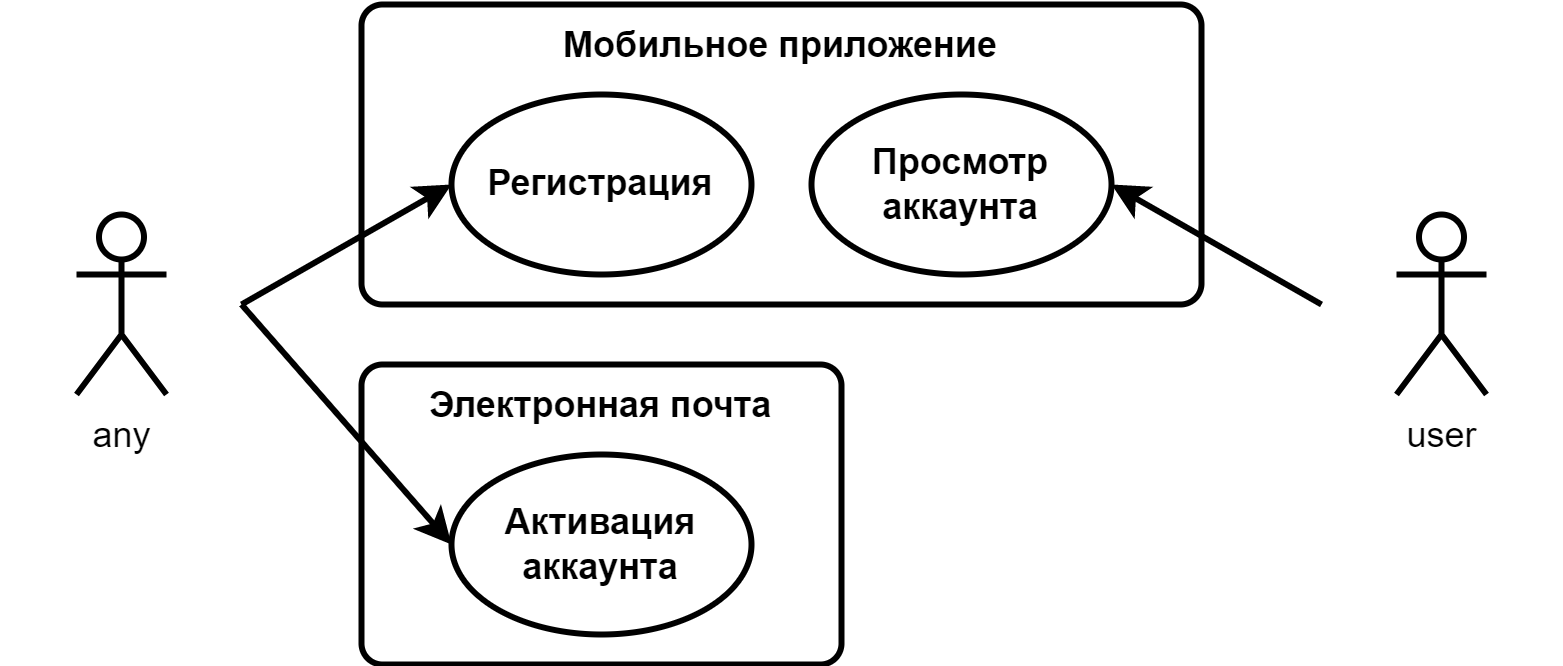 Мобильное приложение
Регистрация
Просмотр
аккаунта
any
user
Электронная почта
Активация
аккаунта